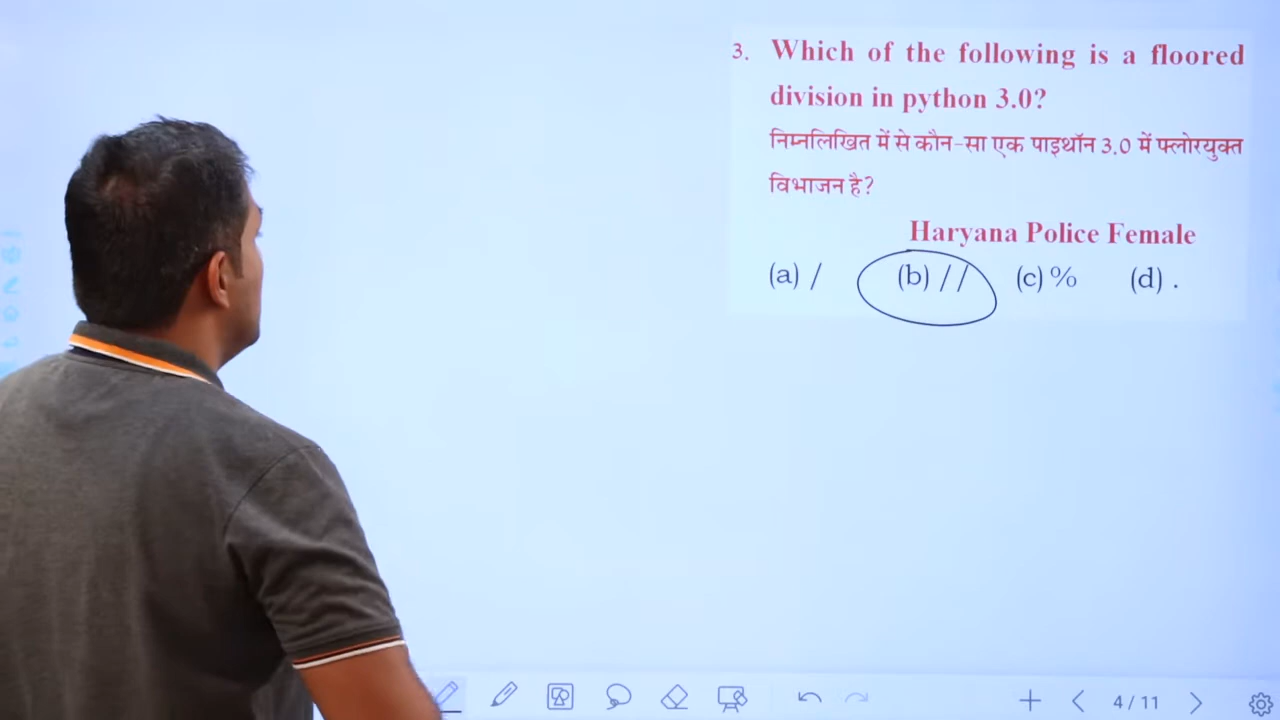 3. Which of the following is a floored
division in python 3.0?
निम्नलिखित में से कौन-सा एक पाइथॉन 3.0 में फ्लोरयुक्त
विभाजन है?
Haryana Police Female
(a) / (b) // (c) % (d) .
4 / 11